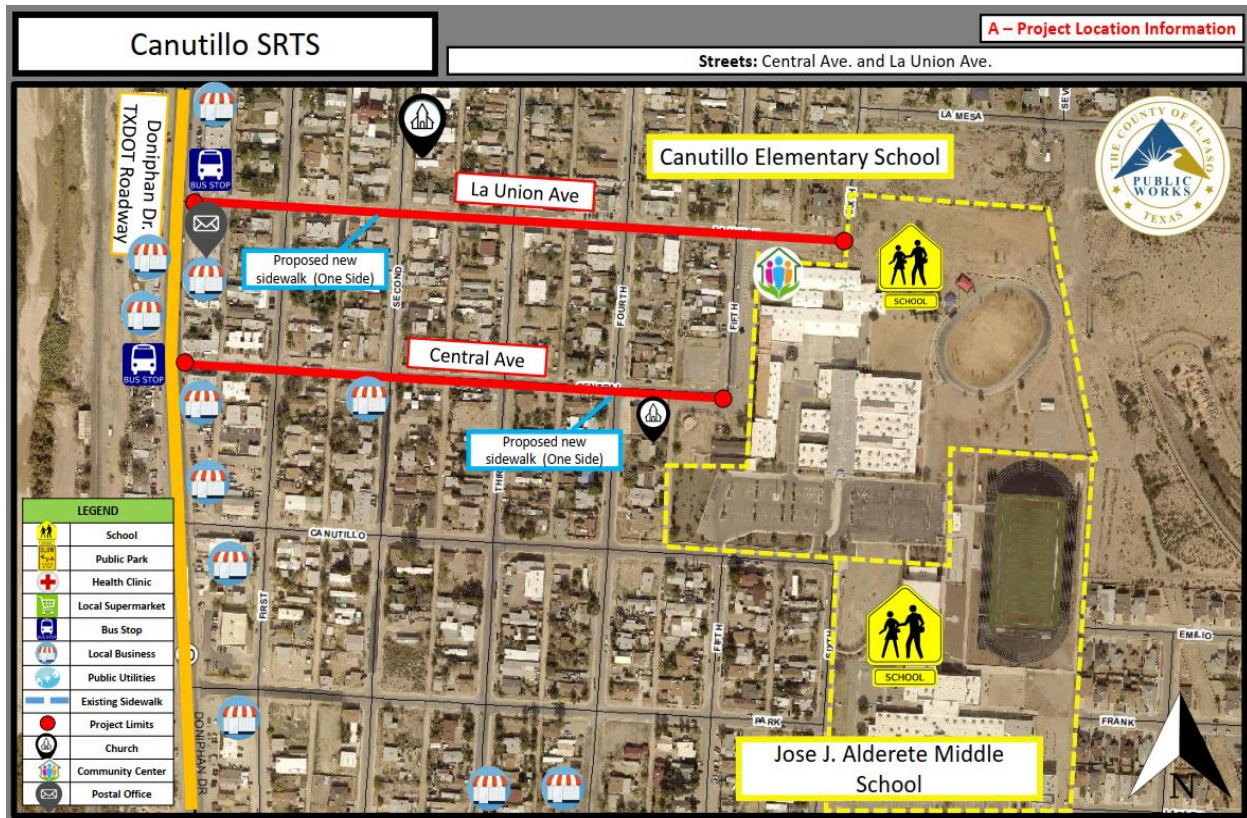 Canutillo SRTS
A – Project Location Information
Streets: Central Ave. and La Union Ave.
Doniphan Dr.
TXDOT Roadway
BUS STOP
La Union Ave
Proposed new
sidewalk (One Side)
Canutillo Elementary School
LA MESA
THE COUNTY OF EL PASO
PUBLIC
WORKS
TEXAS
SECOND
FOURTH
FIFTH
SCHOOL
BUS STOP
Central Ave
Proposed new
sidewalk (One Side)
CANUTILLO
FIRST
FIFTH
SIXTH
SCHOOL
EMILIO
PARK
FRANK
DONIPHAN DR
Jose J. Alderete Middle
School
N
LEGEND
School
SLOW
Public Park
Health Clinic
Local Supermarket
BUS STOP
Bus Stop
Local Business
Public Utilities
Existing Sidewalk
Project Limits
Church
Community Center
Postal Office